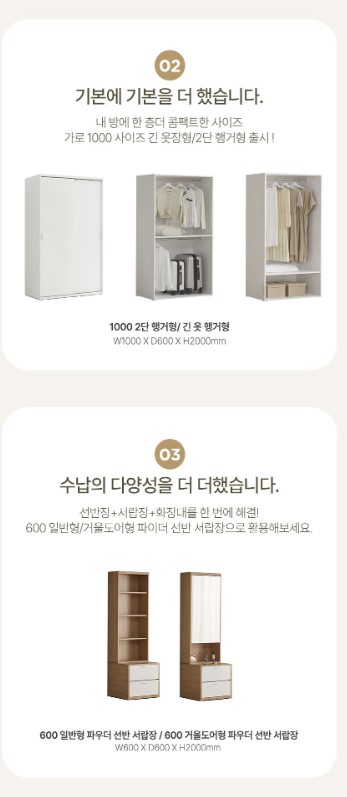 02
기본에 기본을 더 했습니다.
내 방에 한 층더 콤팩트한 사이즈
가로 1000 사이즈 긴 옷장형/2단 행거형 출시 !
1000 2단 행거형/ 긴 옷 행거형
W1000 X D600 X H2000mm
03
수납의 다양성을 더 더했습니다.
선반장+서랍장+화장대를 한 번에 해결!
600 일반형/거울도어형 파이더 선반 서랍장으로 활용해보세요.
600 일반형 파우더 선반 서랍장 / 600 거울도어형 파우더 선반 서랍장
W600 X D600 X H2000mm